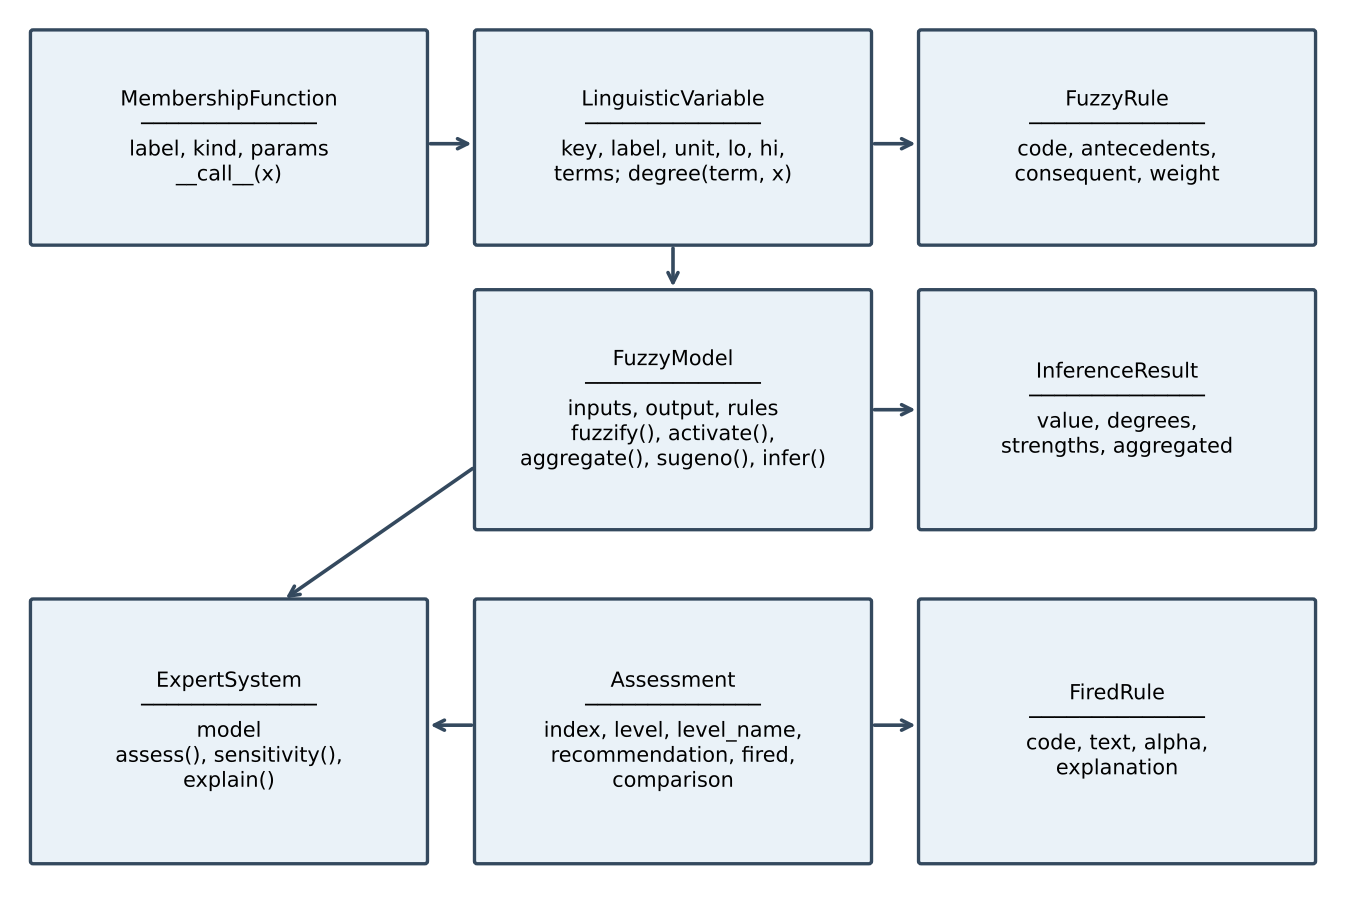 MembershipFunction
label, kind, params
__call__(x)
LinguisticVariable
key, label, unit, lo, hi,
terms; degree(term, x)
FuzzyRule
code, antecedents,
consequent, weight
FuzzyModel
inputs, output, rules
fuzzify(), activate(),
aggregate(), sugeno(), infer()
InferenceResult
value, degrees,
strengths, aggregated
ExpertSystem
model
assess(), sensitivity(),
explain()
Assessment
index, level, level_name,
recommendation, fired,
comparison
FiredRule
code, text, alpha,
explanation